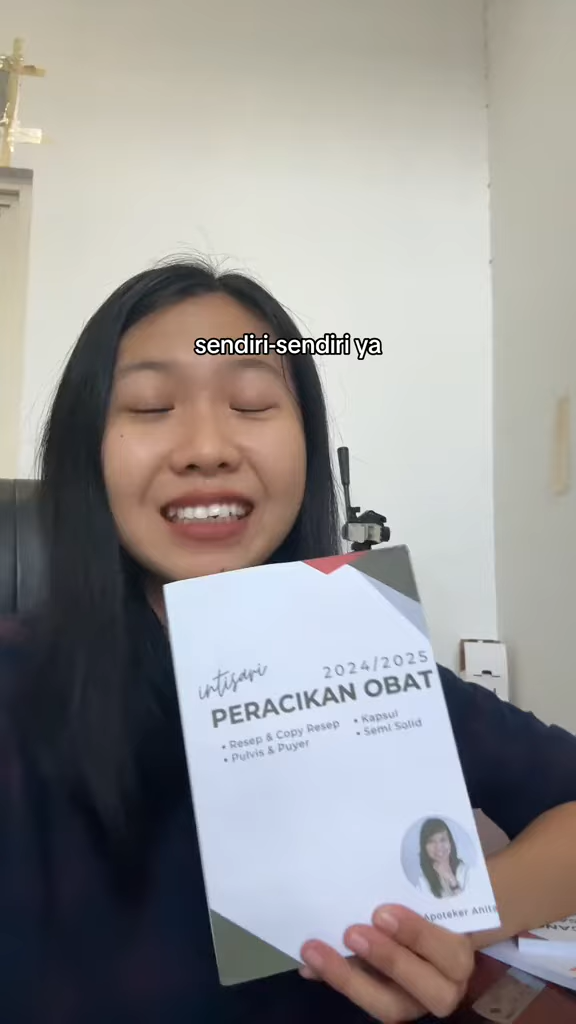 sendiri-sendiri ya
intisari
2024/2025
PERACIKAN OBAT
• Resep & Copy Resep
• Pulvis & Puyer
• Kapsul
• Semi Solid
Apoteker Anita